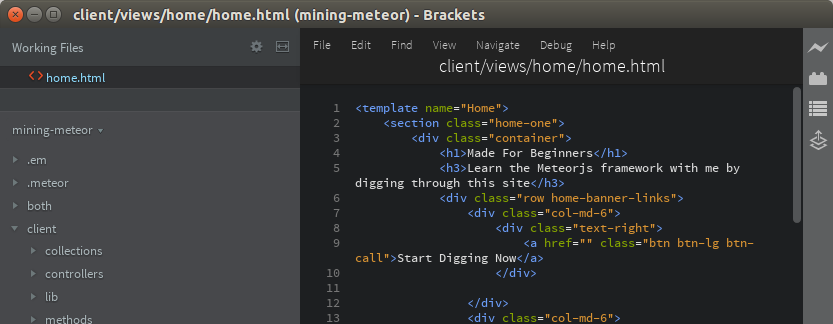 client/views/home/home.html (mining-meteor) - Brackets
Working Files
home.html
mining-meteor
.em
.meteor
both
client
collections
controllers
lib
methods
File Edit Find View Navigate Debug Help
client/views/home/home.html
1 <template name="Home">
2 <section class="home-one">
3 <div class="container">
4 <h1>Made For Beginners</h1>
5 <h3>Learn the Meteorjs framework with me by
digging through this site</h3>
6 <div class="row home-banner-links">
7 <div class="col-md-6">
8 <div class="text-right">
9 <a href="" class="btn btn-lg btn-
call">Start Digging Now</a>
10 </div>
11
12 </div>
13 <div class="col-md-6">